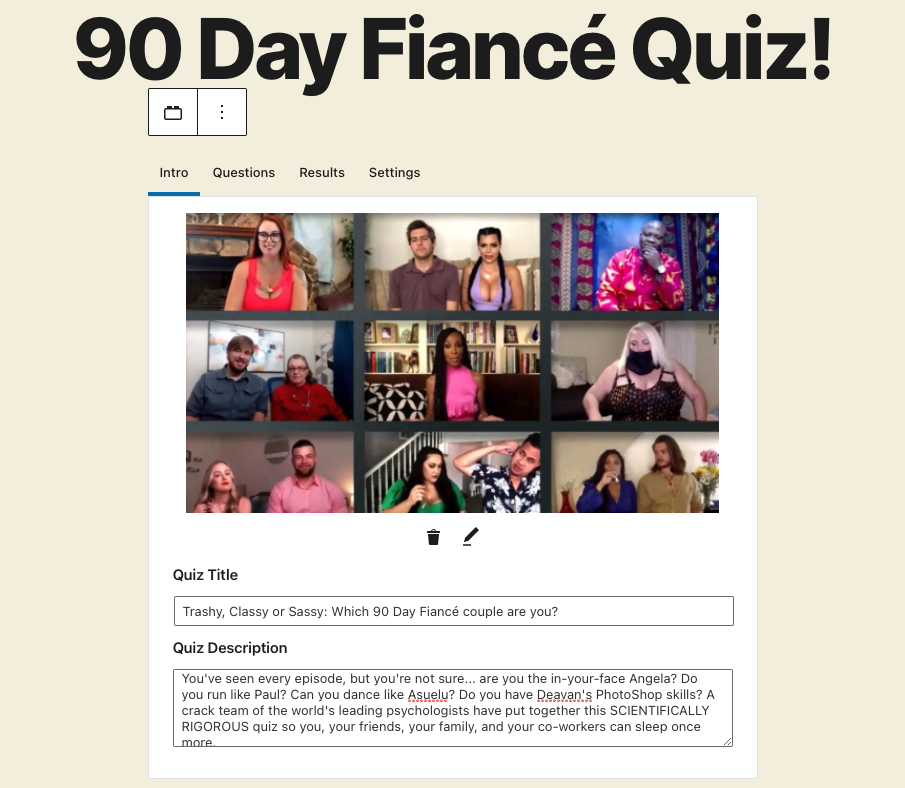 90 Day Fiancé Quiz!
Intro Questions Results Settings
Quiz Title
Trashy, Classy or Sassy: Which 90 Day Fiancé couple are you?
Quiz Description
You've seen every episode, but you're not sure... are you the in-your-face Angela? Do
you run like Paul? Can you dance like Asuelu? Do you have Deavan's PhotoShop skills? A
crack team of the world's leading psychologists have put together this SCIENTIFICALLY
RIGOROUS quiz so you, your friends, your family, and your co-workers can sleep once
more.